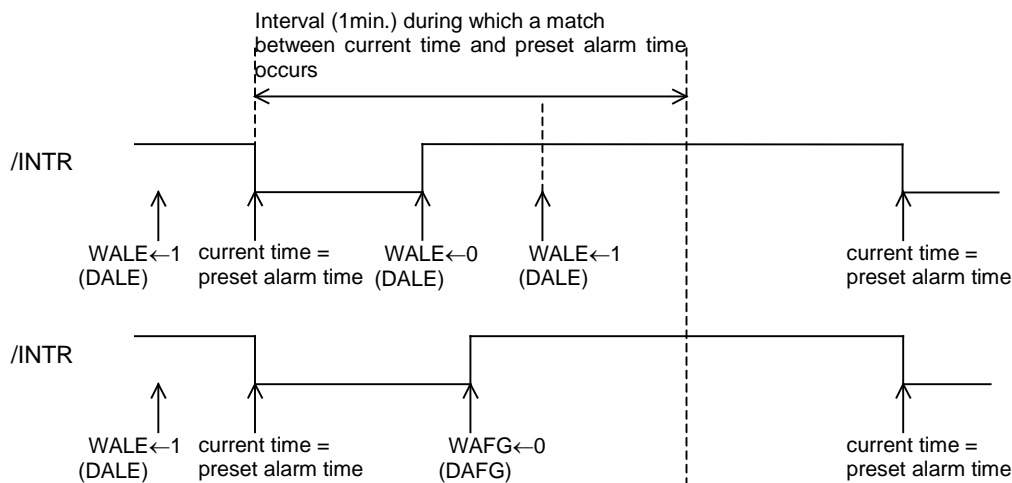 Interval (1min.) during which a match
between current time and preset alarm time
occurs
/INTR
WALE←1
(DALE)
current time =
preset alarm time
WALE←0
(DALE)
WALE←1
(DALE)
current time =
preset alarm time
/INTR
WALE←1
(DALE)
current time =
preset alarm time
WAFG←0
(DAFG)
current time =
preset alarm time